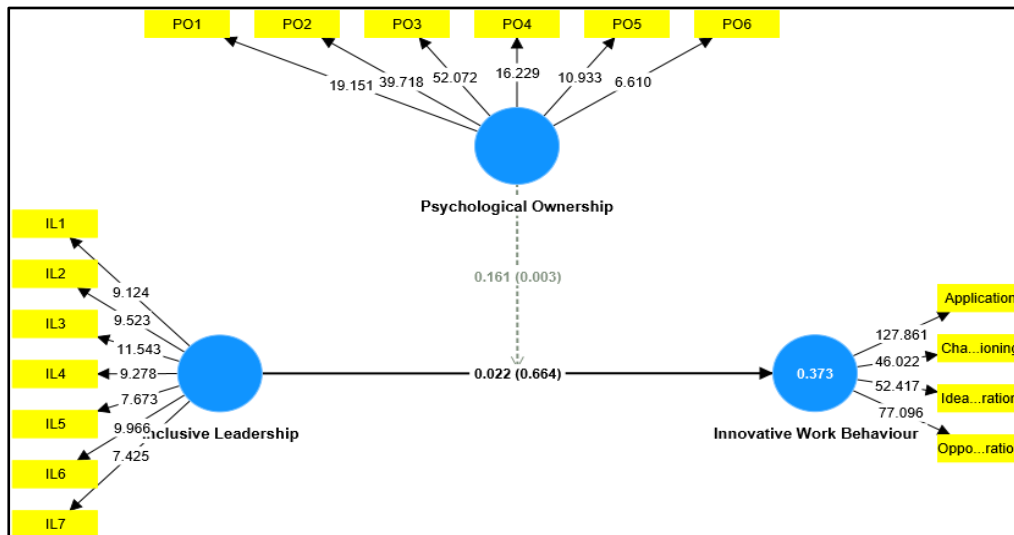 PO1 PO2 PO3 PO4 PO5 PO6
19.151 39.718 52.072 16.229 10.933 6.610
Psychological Ownership
0.161 (0.003)
IL1
IL2
IL3
IL4
IL5
IL6
IL7
9.124
9.523
11.543
9.278
7.673
9.966
7.425
Inclusive Leadership
0.022 (0.664)
0.373
Innovative Work Behaviour
127.861
46.022
52.417
77.096
Application
Cha...ioning
Idea...ration
Oppo...ration